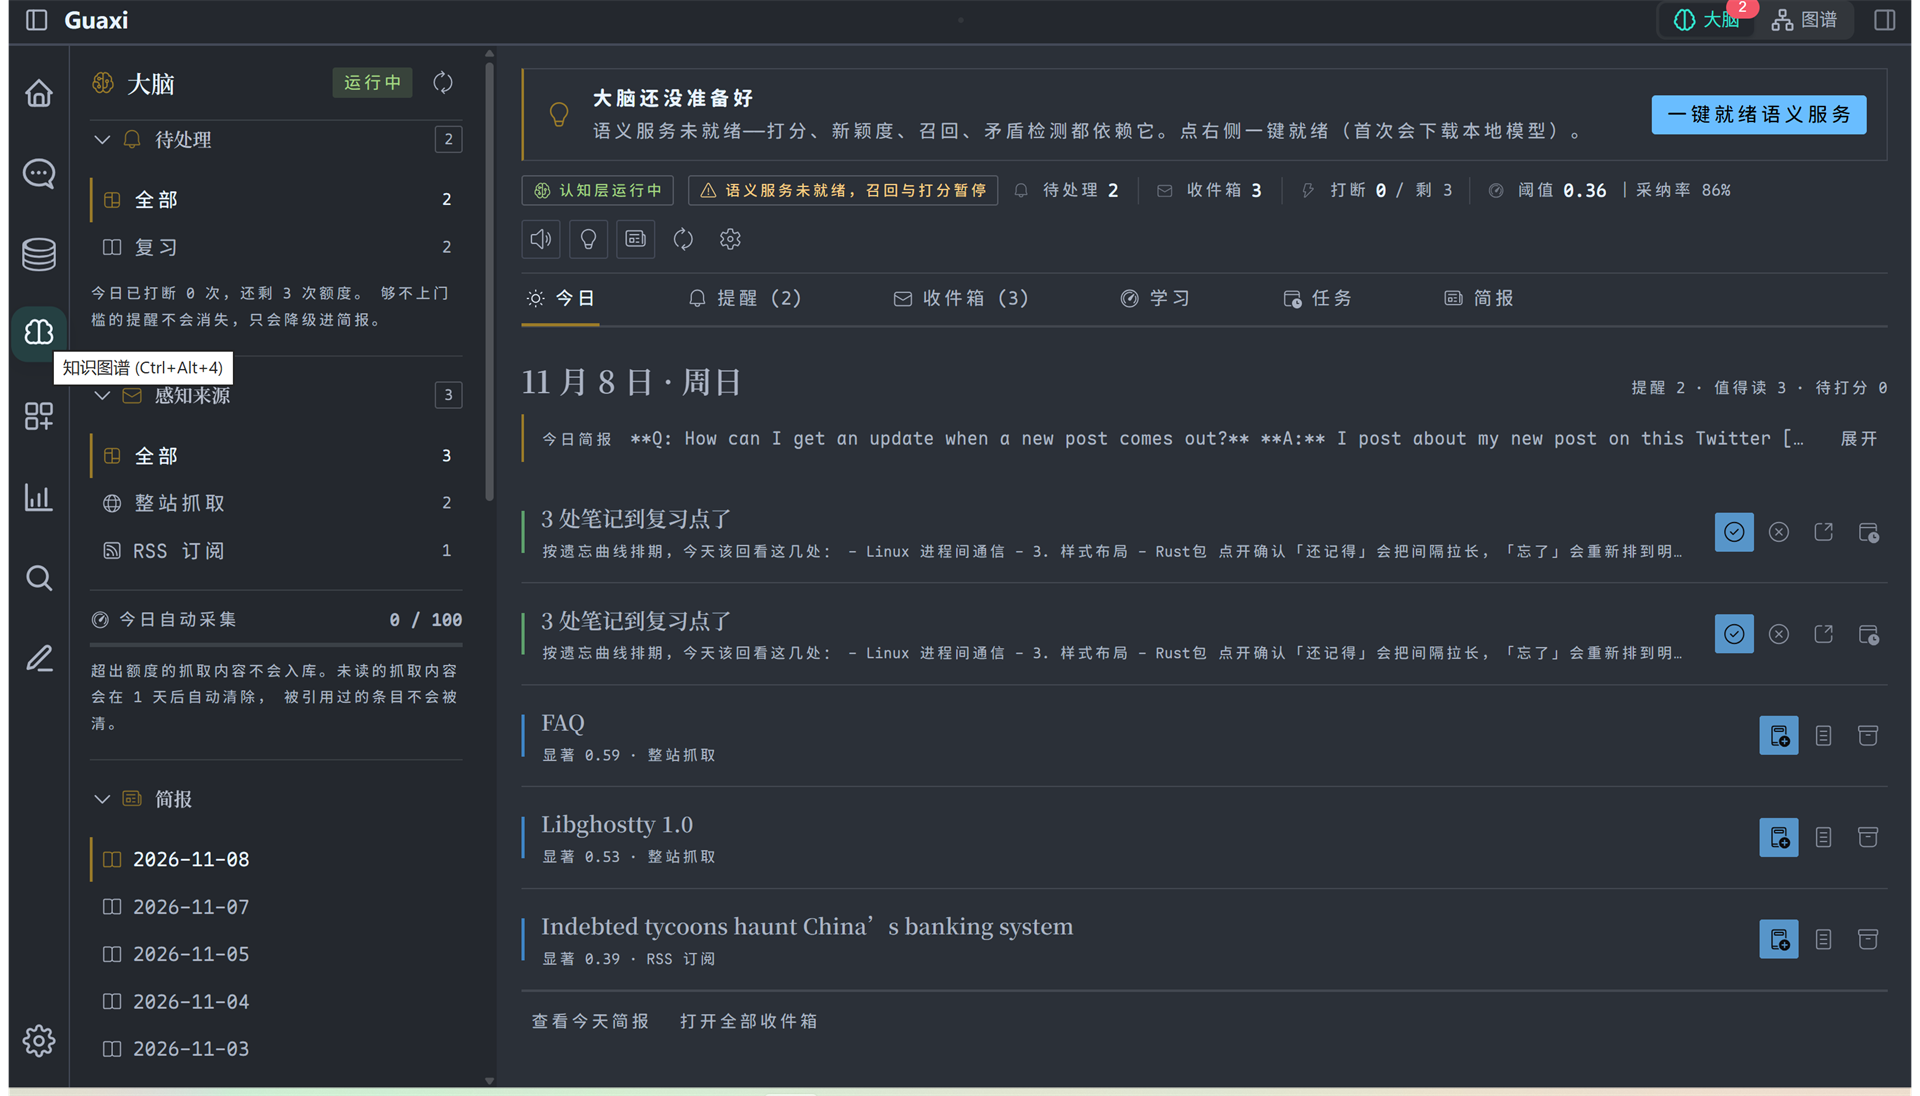 Guaxi
大脑
2
图谱
大脑
运行中
待处理
2
全部
2
复习
2
今日已打断 0 次，还剩 3 次额度。 够不上门
槛的提醒不会消失，只会降级进简报。
知识图谱 (Ctrl+Alt+4)
感知来源
3
全部
3
整站抓取
2
RSS 订阅
1
今日自动采集
0 / 100
超出额度的抓取内容不会入库。未读的抓取内容
会在 1 天后自动清除， 被引用过的条目不会被
清。
简报
2026-11-08
2026-11-07
2026-11-05
2026-11-04
2026-11-03
大脑还没准备好
语义服务未就绪——打分、新颖度、召回、矛盾检测都依赖它。点右侧一键就绪（首次会下载本地模型）。
一键就绪语义服务
认知层运行中
语义服务未就绪，召回与打分暂停
待处理 2
收件箱 3
打断 0 / 剩 3
阈值 0.36
| 采纳率 86%
今日
提醒 (2)
收件箱 (3)
学习
任务
简报
11 月 8 日 · 周日
提醒 2 · 值得读 3 · 待打分 0
今日简报 **Q: How can I get an update when a new post comes out?** **A:** I post about my new post on this Twitter […
展开
3 处笔记到复习点了
按遗忘曲线排期，今天该回看这几处： - Linux 进程间通信 - 3. 样式布局 - Rust包 点开确认「还记得」会把间隔拉长，「忘了」会重新排到明…
3 处笔记到复习点了
按遗忘曲线排期，今天该回看这几处： - Linux 进程间通信 - 3. 样式布局 - Rust包 点开确认「还记得」会把间隔拉长，「忘了」会重新排到明…
FAQ
显著 0.59 · 整站抓取
Libghostty 1.0
显著 0.53 · 整站抓取
Indebted tycoons haunt China’s banking system
显著 0.39 · RSS 订阅
查看今天简报
打开全部收件箱